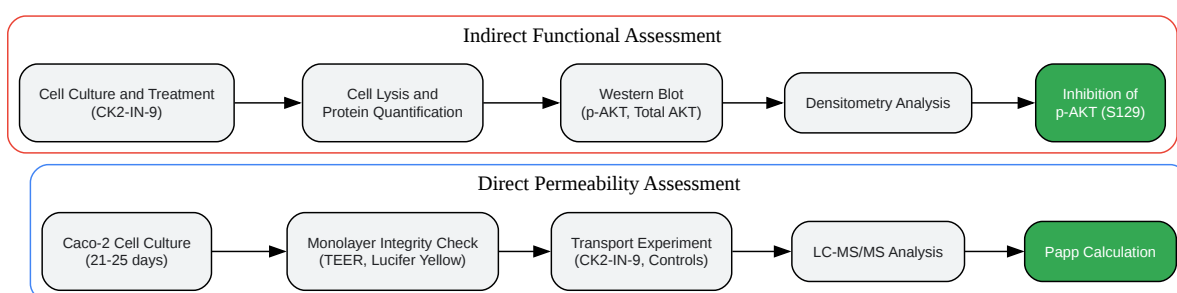 Indirect Functional Assessment
Cell Culture and Treatment
(CK2-IN-9)
Cell Lysis and
Protein Quantification
Western Blot
(p-AKT, Total AKT)
Densitometry Analysis
Inhibition of
p-AKT (S129)
Direct Permeability Assessment
Caco-2 Cell Culture
(21-25 days)
Monolayer Integrity Check
(TEER, Lucifer Yellow)
Transport Experiment
(CK2-IN-9, Controls)
LC-MS/MS Analysis
Papp Calculation